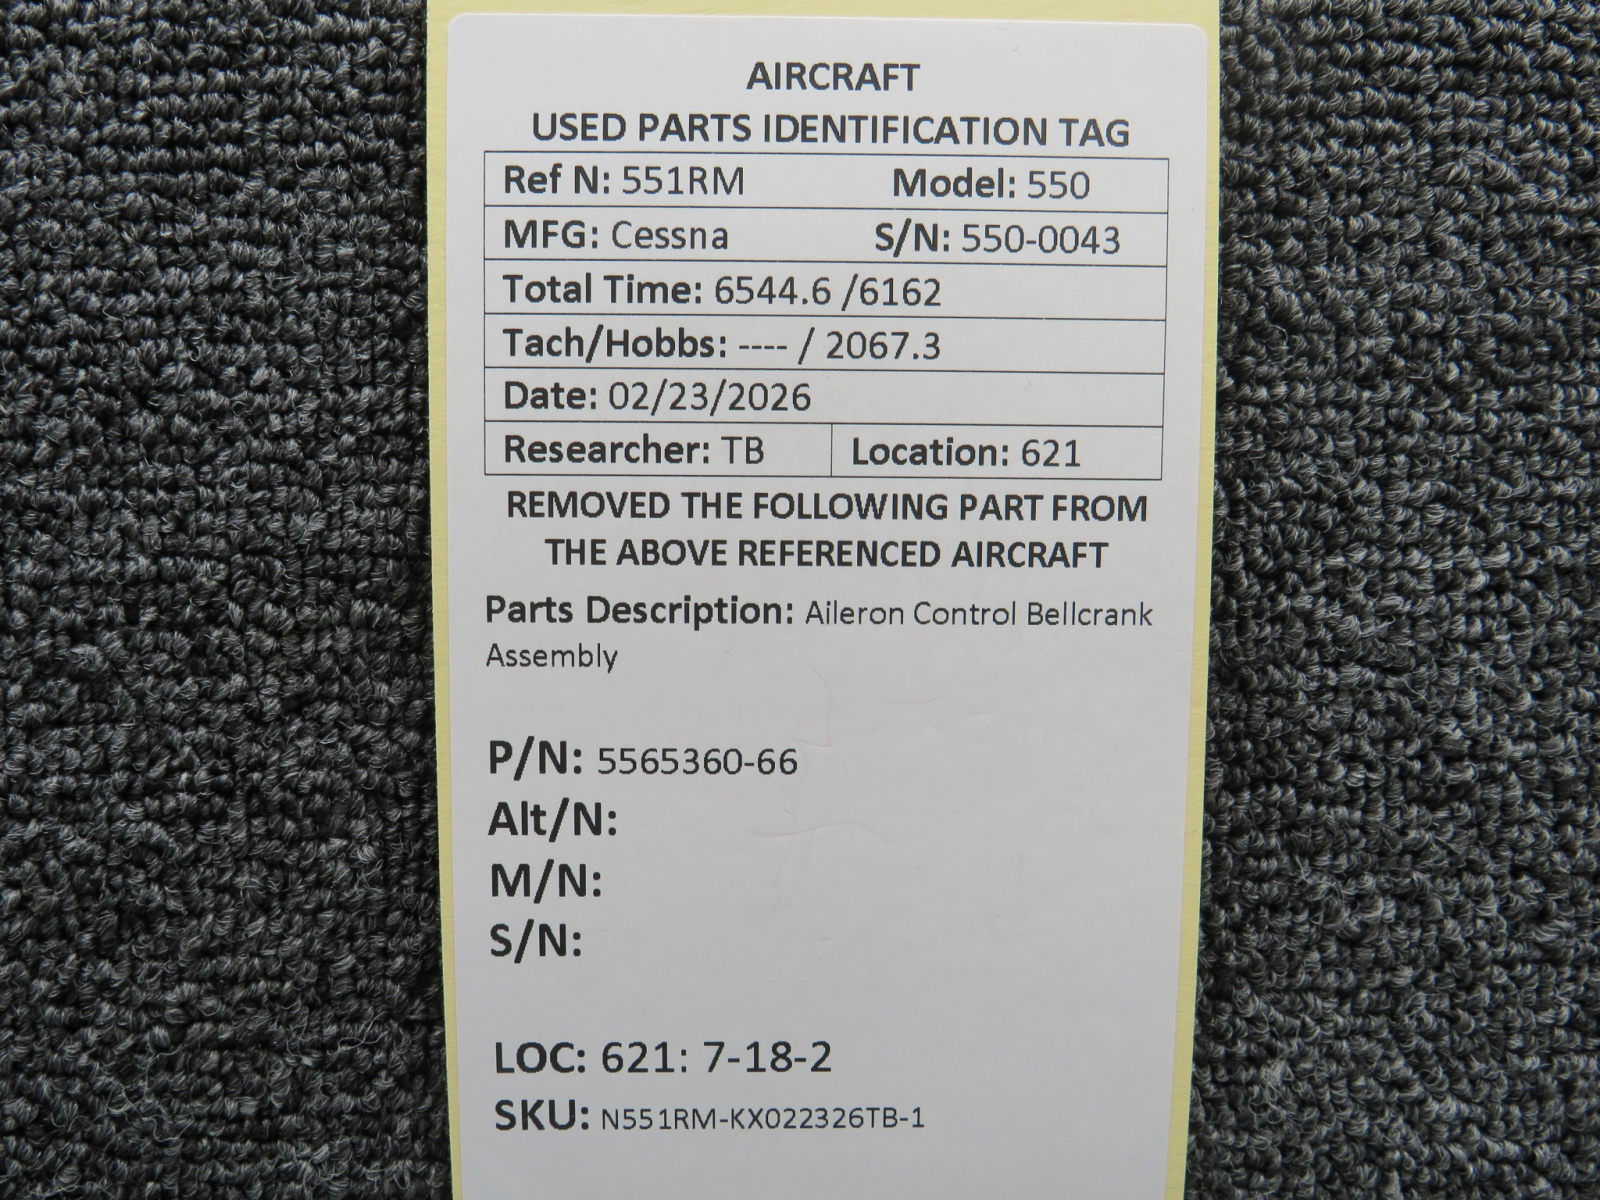 AIRCRAFT
USED PARTS IDENTIFICATION TAG
Ref N: 551RM Model: 550
MFG: Cessna S/N: 550-0043
Total Time: 6544.6 /6162
Tach/Hobbs: ---- / 2067.3
Date: 02/23/2026
Researcher: TB Location: 621
REMOVED THE FOLLOWING PART FROM
THE ABOVE REFERENCED AIRCRAFT
Parts Description: Aileron Control Bellcrank
Assembly
P/N: 5565360-66
Alt/N:
M/N:
S/N:
LOC: 621: 7-18-2
SKU: N551RM-KX022326TB-1